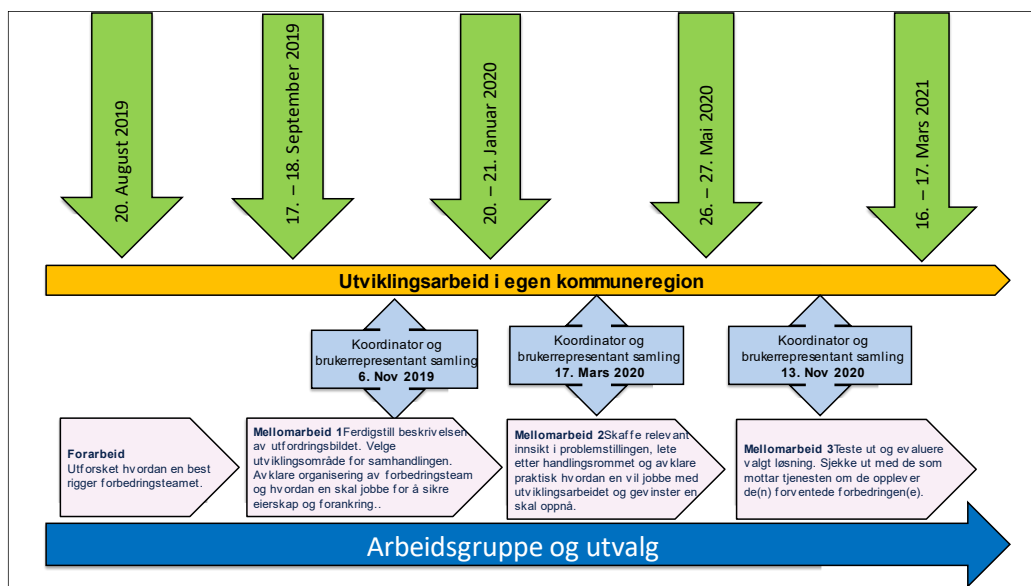 20. August 2019
17. – 18. September 2019
20. – 21. Januar 2020
26. – 27. Mai 2020
16. – 17. Mars 2021
Utviklingsarbeid i egen kommuneregion
Koordinator og
brukerrepresentant samling
6. Nov 2019
Koordinator og
brukerrepresentant samling
17. Mars 2020
Koordinator og
brukerrepresentant samling
13. Nov 2020
Forarbeid
Utforsket hvordan en best
rigger forbedringsteamet.
Mellomarbeid 1Ferdigstill beskrivelsen
av utfordringsbildet. Velge
utviklingsområde for samhandlingen.
Avklare organisering av forbedringsteam
og hvordan en skal jobbe for å sikre
eierskap og forankring..
Mellomarbeid 2Skaffe relevant
innsikt i problemstillingen, lete
etter handlingsrommet og avklare
praktisk hvordan en vil jobbe med
utviklingsarbeidet og gevinster en
skal oppnå.
Mellomarbeid 3Teste ut og evaluere
valgt løsning. Sjekke ut med de som
mottar tjenesten om de opplever
de(n) forventede forbedringen(e).
Arbeidsgruppe og utvalg